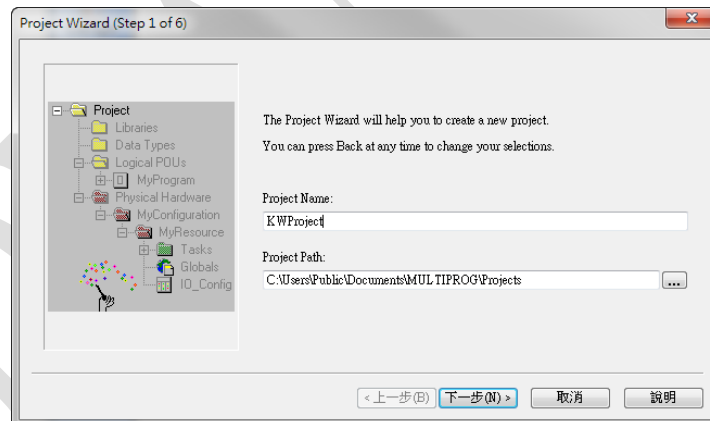 Project Wizard (Step 1 of 6)
Project
Libraries
Data Types
Logical POUs
MyProgram
Physical Hardware
MyConfiguration
MyResource
Tasks
Globals
IO_Config
The Project Wizard will help you to create a new project.
You can press Back at any time to change your selections.
Project Name:
KWProject
Project Path:
C:\Users\Public\Documents\MULTIPROG\Projects
...
<上一步(B) 下一步(N)> 取消 說明